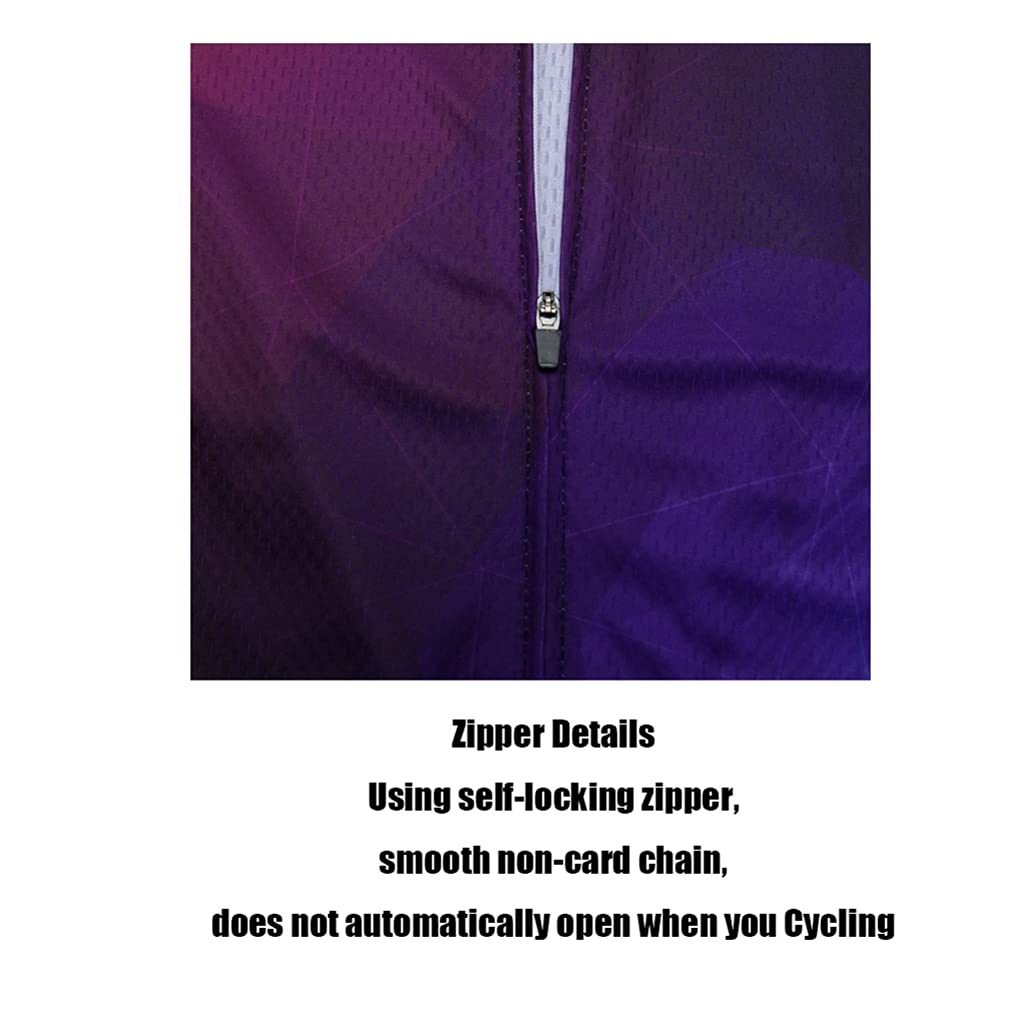 Zipper Details
Using self-locking zipper,
smooth non-card chain,
does not automatically open when you Cycling